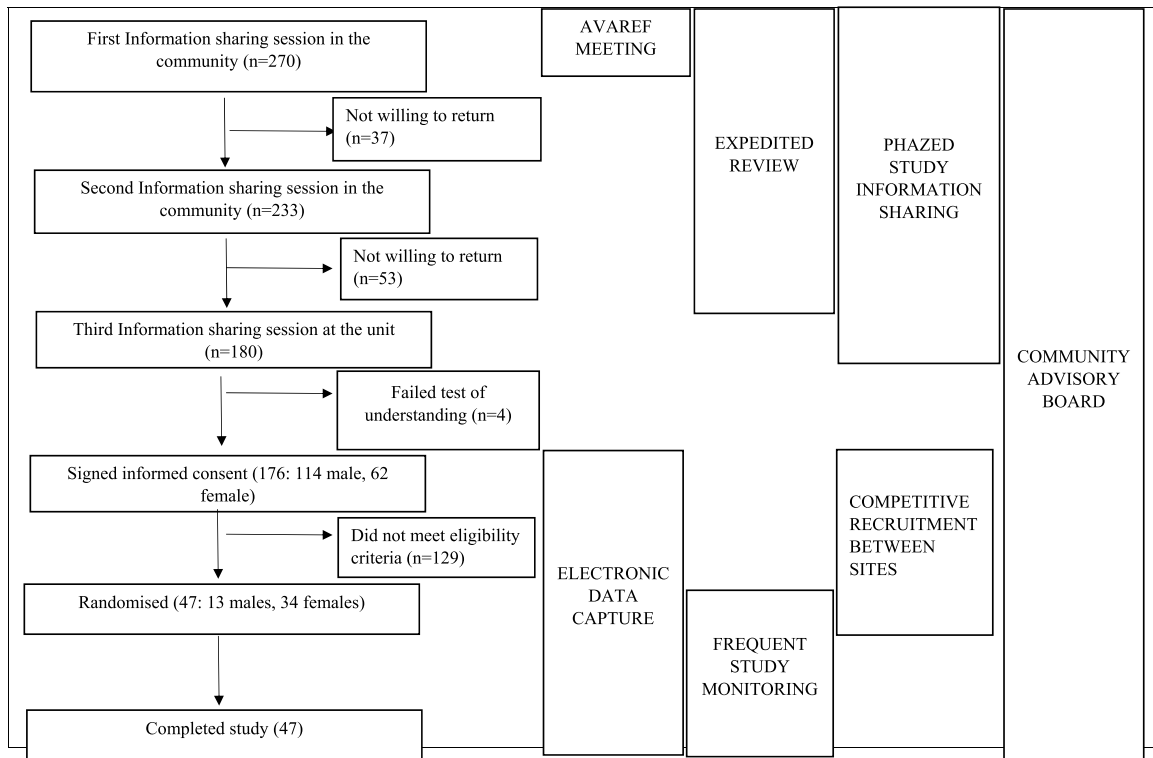 First Information sharing session in the
community (n=270)
Not willing to return
(n=37)
Second Information sharing session in the
community (n=233)
Not willing to return
(n=53)
Third Information sharing session at the unit
(n=180)
Failed test of
understanding (n=4)
Signed informed consent (176: 114 male, 62
female)
Did not meet eligibility
criteria (n=129)
Randomised (47: 13 males, 34 females)
Completed study (47)
AVAREF
MEETING
EXPEDITED
REVIEW
PHAZED
STUDY
INFORMATION
SHARING
COMMUNITY
ADVISORY
BOARD
ELECTRONIC
DATA
CAPTURE
FREQUENT
STUDY
MONITORING
COMPETITIVE
RECRUITMENT
BETWEEN
SITES